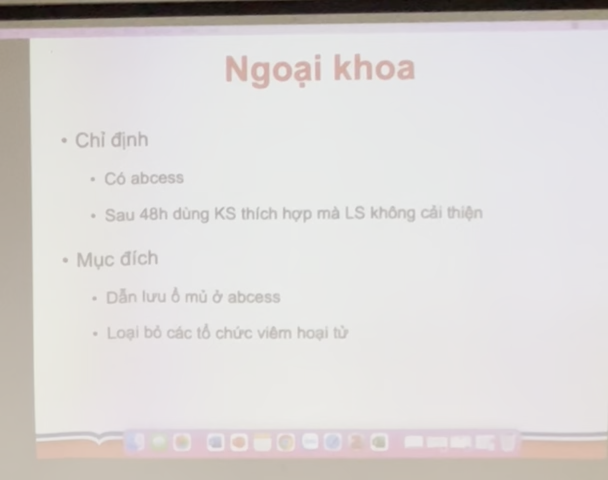 Ngoại khoa
• Chỉ định
• Có abcess
• Sau 48h dùng KS thích hợp mà LS không cải thiện
• Mục đích
• Dẫn lưu ổ mủ ở abcess
• Loại bỏ các tổ chức viêm hoại tử